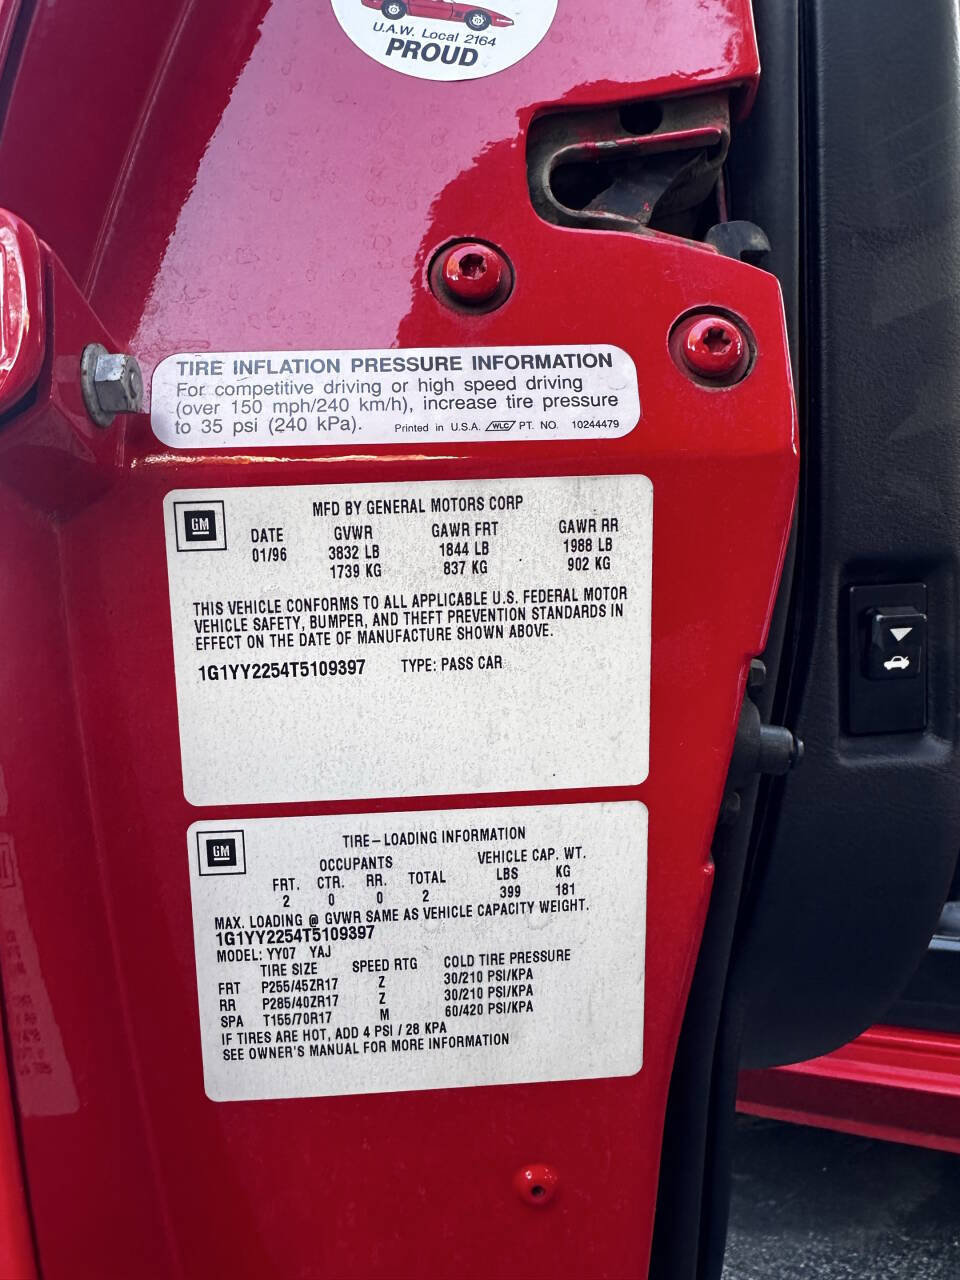 U.A.W. Local 2164
PROUD
TIRE INFLATION PRESSURE INFORMATION
For competitive driving or high speed driving
(over 150 mph/240 km/h), increase tire pressure
to 35 psi (240 kPa). Printed in U.S.A. WLC PT. NO. 10244479
GM MFD BY GENERAL MOTORS CORP
DATE GVWR GAWR FRT GAWR RR
01/96 3832 LB 1844 LB 1988 LB
1739 KG 837 KG 902 KG
THIS VEHICLE CONFORMS TO ALL APPLICABLE U.S. FEDERAL MOTOR
VEHICLE SAFETY, BUMPER, AND THEFT PREVENTION STANDARDS IN
EFFECT ON THE DATE OF MANUFACTURE SHOWN ABOVE.
1G1YY2254T5109397 TYPE: PASS CAR
GM TIRE-LOADING INFORMATION
OCCUPANTS VEHICLE CAP. WT.
FRT. CTR. RR. TOTAL LBS KG
2 0 0 2 399 181
MAX. LOADING @ GVWR SAME AS VEHICLE CAPACITY WEIGHT.
1G1YY2254T5109397
MODEL: YY07 YAJ
TIRE SIZE SPEED RTG COLD TIRE PRESSURE
FRT P255/45ZR17 Z 30/210 PSI/KPA
RR P285/40ZR17 Z 30/210 PSI/KPA
SPA T155/70R17 M 60/420 PSI/KPA
IF TIRES ARE HOT, ADD 4 PSI / 28 KPA
SEE OWNER'S MANUAL FOR MORE INFORMATION